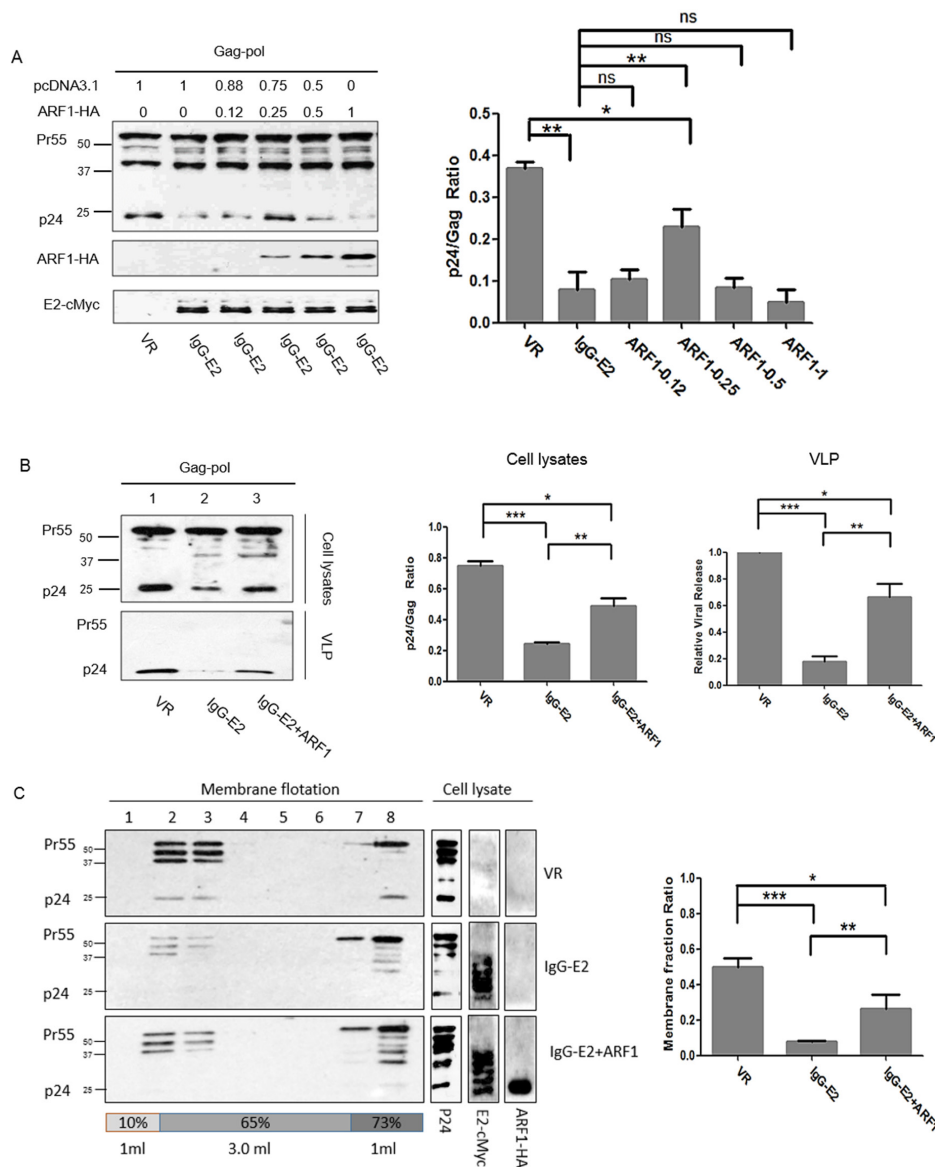 A
Gag-pol
pcDNA3.1 1 1 0.88 0.75 0.5 0
ARF1-HA 0 0 0.12 0.25 0.5 1
Pr55
50
37
p24
25
ARF1-HA
E2-cMyc
VR IgG-E2 IgG-E2 IgG-E2 IgG-E2 IgG-E2
ns
ns
**
ns
*
**
p24/Gag Ratio
0.5
0.4
0.3
0.2
0.1
0.0
VR IgG-E2 ARF1-0.12 ARF1-0.25 ARF1-0.5 ARF1-1
B
Gag-pol
1 2 3
Pr55
50
37
p24
25
Cell lysates
Pr55
p24
VLP
VR IgG-E2 IgG-E2+ARF1
Cell lysates
*
***
**
p24/Gag Ratio
1.0
0.8
0.6
0.4
0.2
0.0
VR IgG-E2 IgG-E2+ARF1
VLP
*
***
**
Relative Viral Release
1.0
0.8
0.6
0.4
0.2
0.0
VR IgG-E2 IgG-E2+ARF1
C
Membrane flotation Cell lysate
1 2 3 4 5 6 7 8
Pr55
50
37
p24
25
VR
Pr55
50
37
p24
25
IgG-E2
Pr55
50
37
p24
25
IgG-E2+ARF1
10% 65% 73%
1ml 3.0 ml 1ml
P24 E2-cMyc ARF1-HA
*
***
**
Membrane fraction Ratio
1.0
0.8
0.6
0.4
0.2
0.0
VR IgG-E2 IgG-E2+ARF1